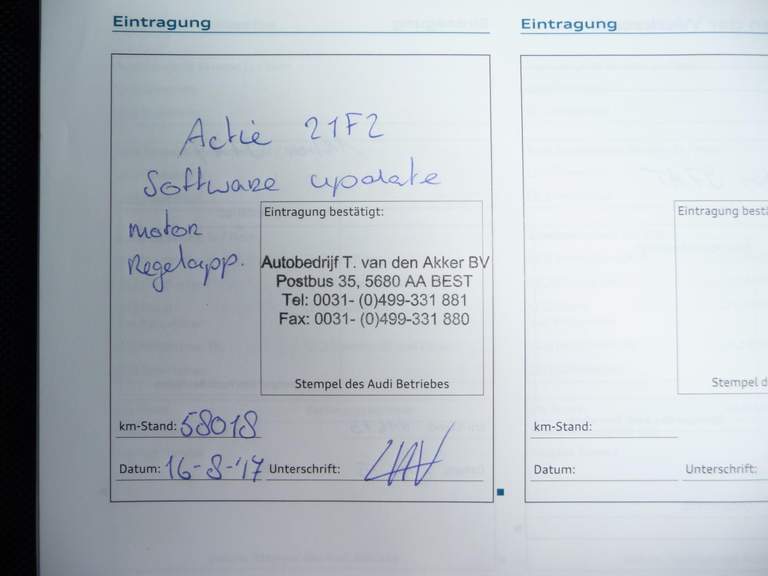 Eintragung
Actie 21F2
Software update
motor
Regelapp.
Eintragung bestätigt:
Autobedrijf T. van den Akker BV
Postbus 35, 5680 AA BEST
Tel: 0031- (0)499-331 881
Fax: 0031- (0)499-331 880
Stempel des Audi Betriebes
km-Stand: 58018
Datum: 16-8-'17 Unterschrift:
Eintragung
Eintragung bestä
Stempel d
km-Stand:
Datum: Unterschrift: